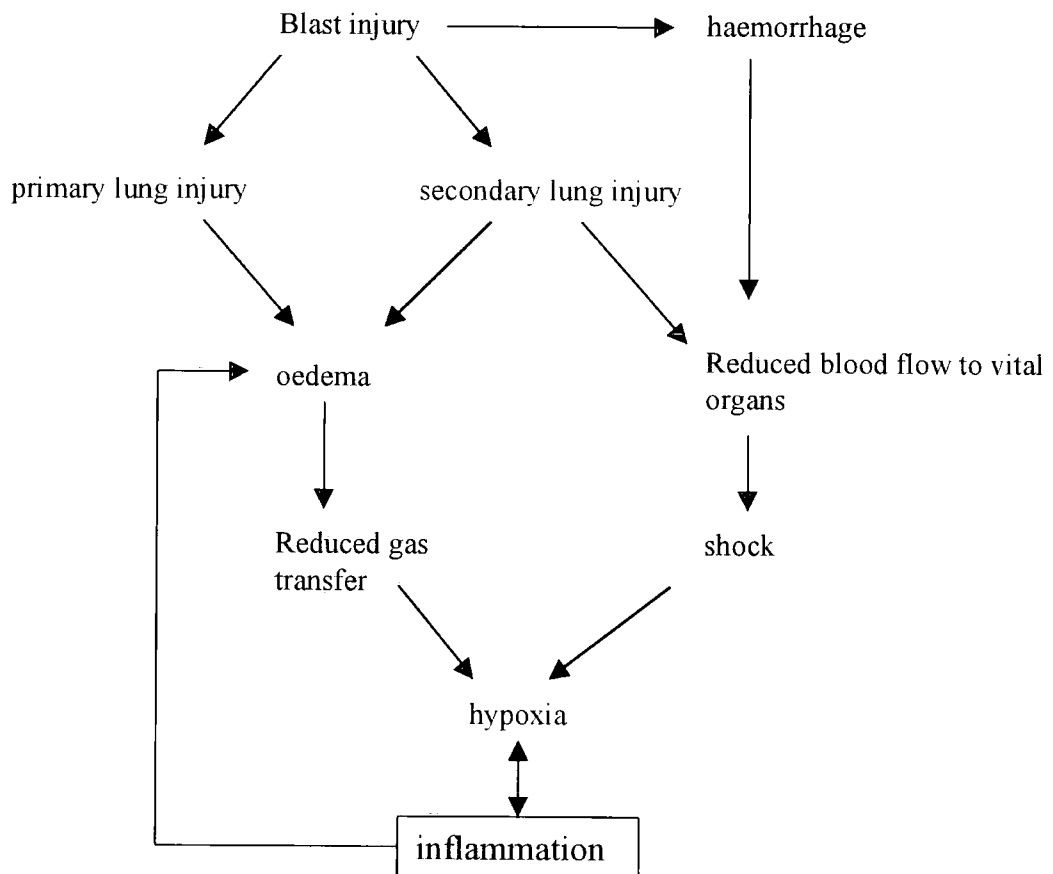 Blast injury
haemorrhage
primary lung injury
secondary lung injury
oedema
Reduced blood flow to vital
organs
Reduced gas
transfer
shock
hypoxia
inflammation